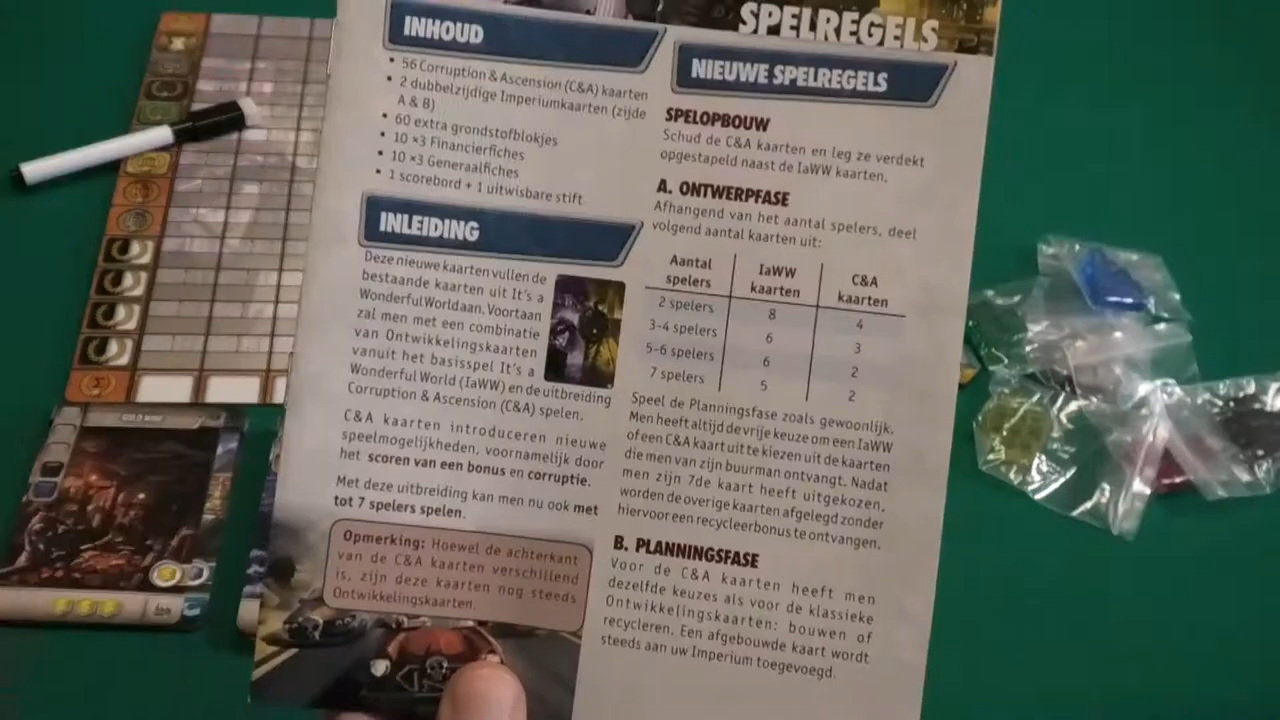 SPELREGELS
INHOUD
• 56 Corruption & Ascension (C&A) kaarten
• 2 dubbelzijdige Imperiumkaarten (zijde
A & B)
• 60 extra grondstofblokjes
• 10 ×3 Financierfiches
• 10 ×3 Generaalfiches
• 1 scorebord + 1 uitwisbare stift
INLEIDING
Deze nieuwe kaarten vullen de
bestaande kaarten uit It's a
Wonderful World aan. Voortaan
zal men met een combinatie
van Ontwikkelingskaarten
vanuit het basisspel It's a
Wonderful World (IaWW) en de uitbreiding
Corruption & Ascension (C&A) spelen.
C&A kaarten introduceren nieuwe
speelmogelijkheden, voornamelijk door
het scoren van een bonus en corruptie.
Met deze uitbreiding kan men nu ook met
tot 7 spelers spelen.
Opmerking: Hoewel de achterkant
van de C&A kaarten verschillend
is, zijn deze kaarten nog steeds
Ontwikkelingskaarten.
NIEUWE SPELREGELS
SPELOPBOUW
Schud de C&A kaarten en leg ze verdekt
opgestapeld naast de IaWW kaarten.
A. ONTWERPFASE
Afhangend van het aantal spelers, deel
volgend aantal kaarten uit:
Aantal spelers IaWW kaarten C&A kaarten
2 spelers 8 4
3-4 spelers 6 3
5-6 spelers 6 2
7 spelers 5 2
Speel de Planningsfase zoals gewoonlijk.
Men heeft altijd de vrije keuze om een IaWW
of een C&A kaart uit te kiezen uit de kaarten
die men van zijn buurman ontvangt. Nadat
men zijn 7de kaart heeft uitgekozen,
worden de overige kaarten afgelegd zonder
hiervoor een recycleerbonus te ontvangen.
B. PLANNINGSFASE
Voor de C&A kaarten heeft men
dezelfde keuzes als voor de klassieke
Ontwikkelingskaarten: bouwen of
recycleren. Een afgebouwde kaart wordt
steeds aan uw Imperium toegevoegd.
GOLD MINE